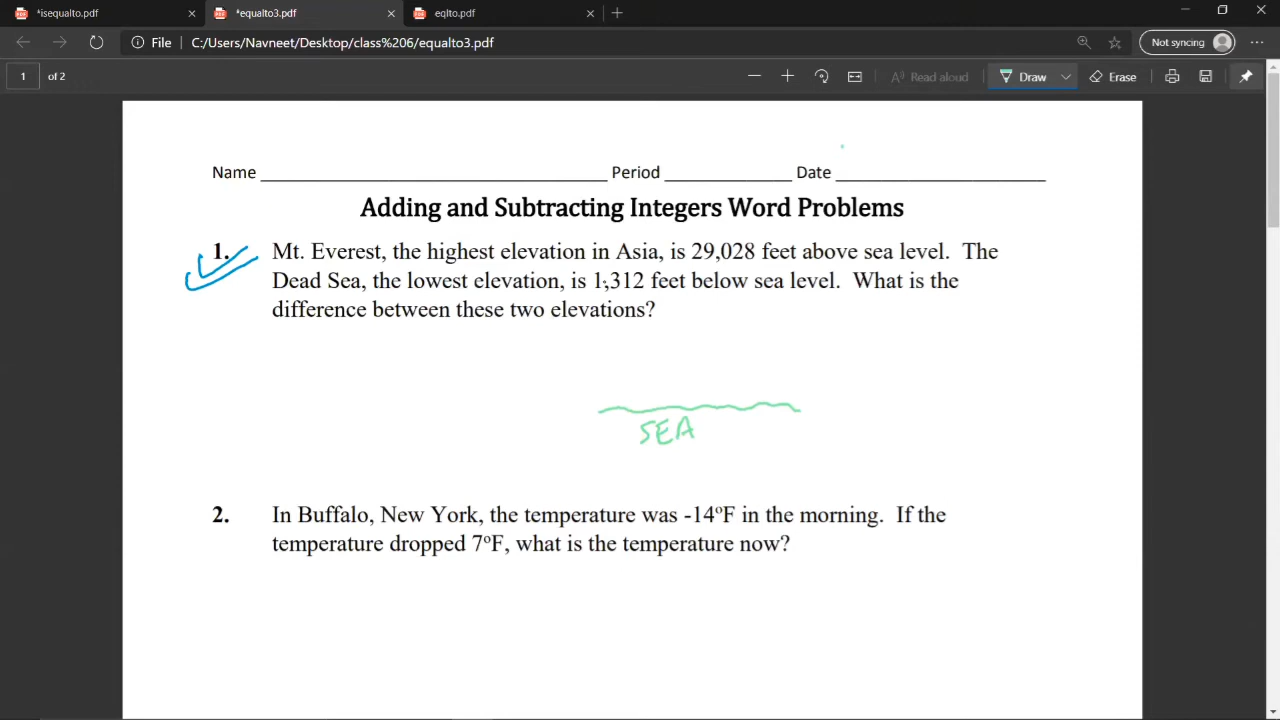 *isequalto.pdf
*equalto3.pdf
eqlto.pdf
File
C:/Users/Navneet/Desktop/class%206/equalto3.pdf
Not syncing
1 of 2
Read aloud
Draw
Erase
Name ______ Period ______ Date ______
Adding and Subtracting Integers Word Problems
1. Mt. Everest, the highest elevation in Asia, is 29,028 feet above sea level. The
Dead Sea, the lowest elevation, is 1,312 feet below sea level. What is the
difference between these two elevations?
SEA
2. In Buffalo, New York, the temperature was -14ºF in the morning. If the
temperature dropped 7ºF, what is the temperature now?